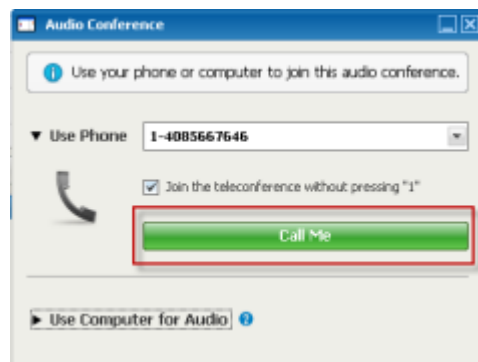 Audio Conference
Use your phone or computer to join this audio conference.
Use Phone
1-4085667646
Join the teleconference without pressing "1"
Call Me
Use Computer for Audio